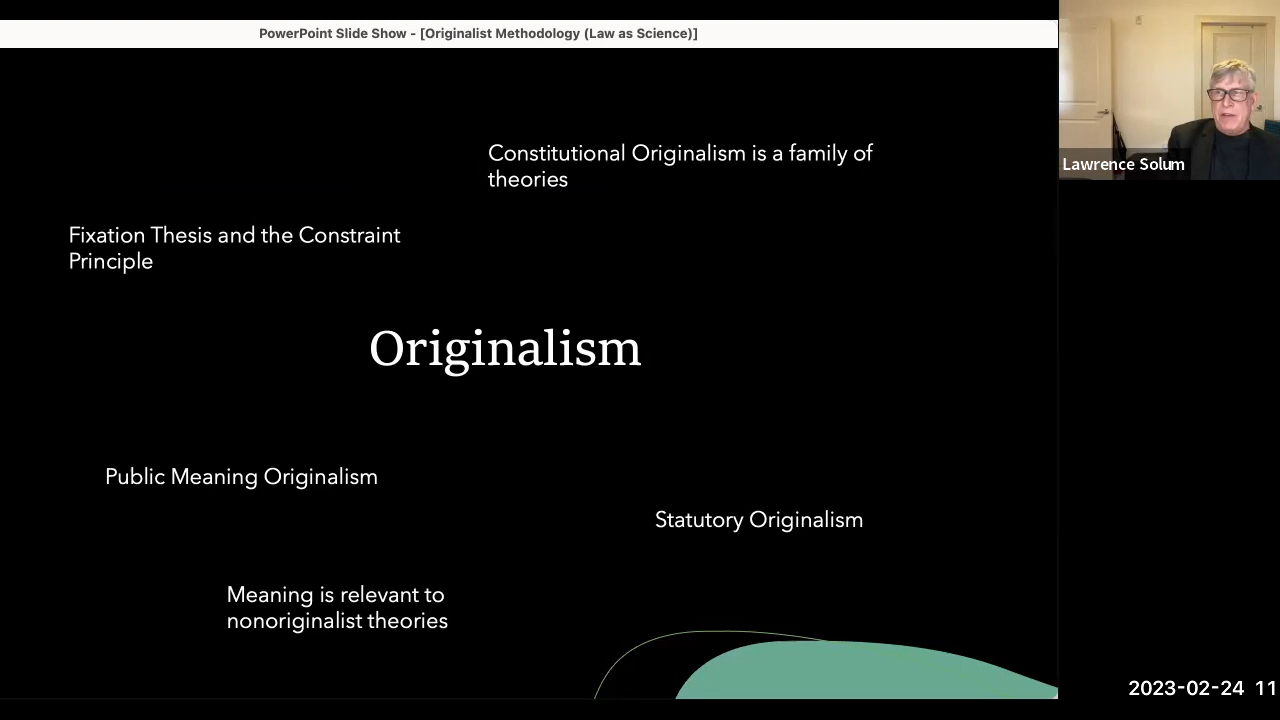 PowerPoint Slide Show - [Originalist Methodology (Law as Science)]
Constitutional Originalism is a family of
theories
Fixation Thesis and the Constraint
Principle
Originalism
Public Meaning Originalism
Statutory Originalism
Meaning is relevant to
nonoriginalist theories
Lawrence Solum
2023-02-24 11